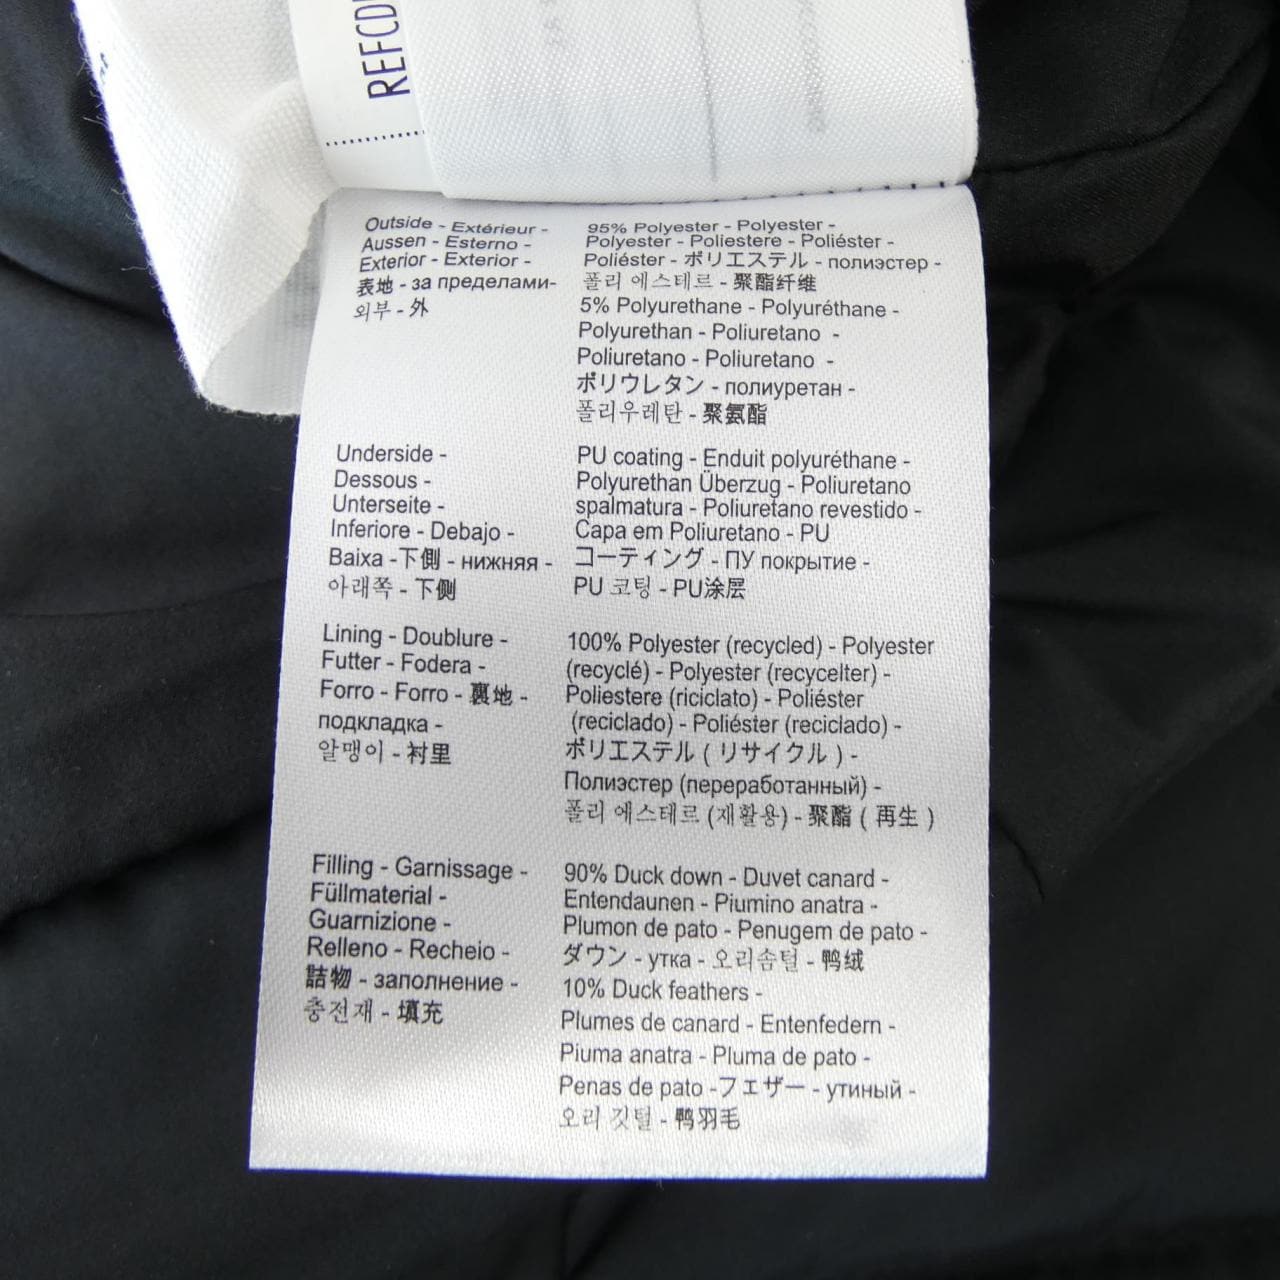 Outside - Extérieur -
Aussen - Esterno -
Exterior - Exterior -
表地 - за пределами-
외부 - 外
95% Polyester - Polyester -
Polyester - Poliestere - Poliéster -
Poliéster - ポリエステル - полиэстер -
폴리 에스테르 - 聚酯纤维
5% Polyurethane - Polyuréthane -
Polyurethan - Poliuretano -
Poliuretano - Poliuretano -
ポリウレタン - полиуретан -
폴리우레탄 - 聚氨酯
Underside -
Dessous -
Unterseite -
Inferiore - Debajo -
Baixa -下側 - нижняя -
아래쪽 - 下侧
PU coating - Enduit polyuréthane -
Polyurethan Überzug - Poliuretano
spalmatura - Poliuretano revestido -
Capa em Poliuretano - PU
コーティング - ПУ покрытие -
PU 코팅 - PU涂层
Lining - Doublure -
Futter - Fodera -
Forro - Forro - 裏地 -
подкладка -
알맹이 - 衬里
100% Polyester (recycled) - Polyester
(recyclé) - Polyester (recycelter) -
Poliestere (riciclato) - Poliéster
(reciclado) - Poliéster (reciclado) -
ポリエステル ( リサイクル ) -
Полиэстер (переработанный) -
폴리 에스테르 (재활용) - 聚酯 ( 再生 )
Filling - Garnissage -
Füllmaterial -
Guarnizione -
Relleno - Recheio -
詰物 - заполнение -
충전재 - 填充
90% Duck down - Duvet canard -
Entendaunen - Piumino anatra -
Plumon de pato - Penugem de pato -
ダウン - утка - 오리솜털 - 鸭绒
10% Duck feathers -
Plumes de canard - Entenfedern -
Piuma anatra - Pluma de pato -
Penas de pato -フェザー - утиный -
오리 깃털 - 鸭羽毛